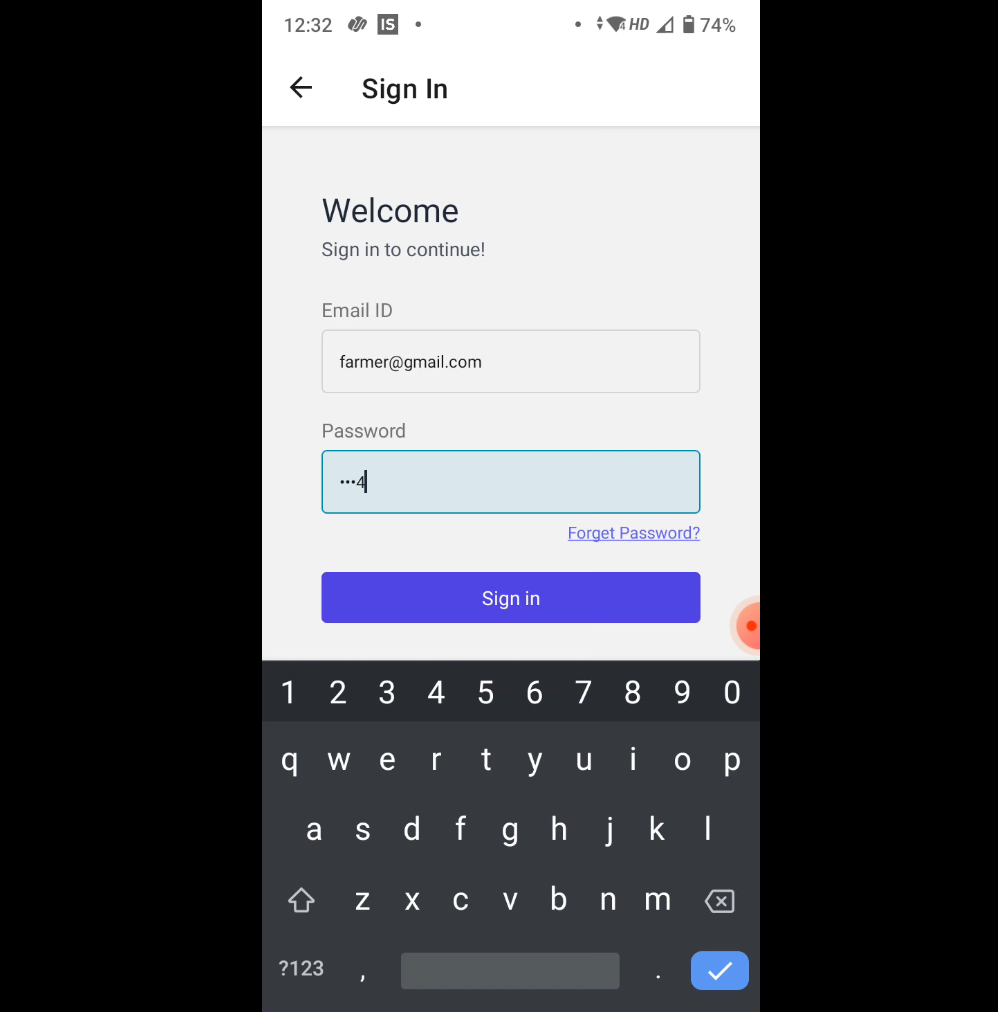 12:32 IS HD 74%
Sign In
Welcome
Sign in to continue!
Email ID
farmer@gmail.com
Password
•••4
Forget Password?
Sign in
1 2 3 4 5 6 7 8 9 0
q w e r t y u i o p
a s d f g h j k l
z x c v b n m
?123 , .